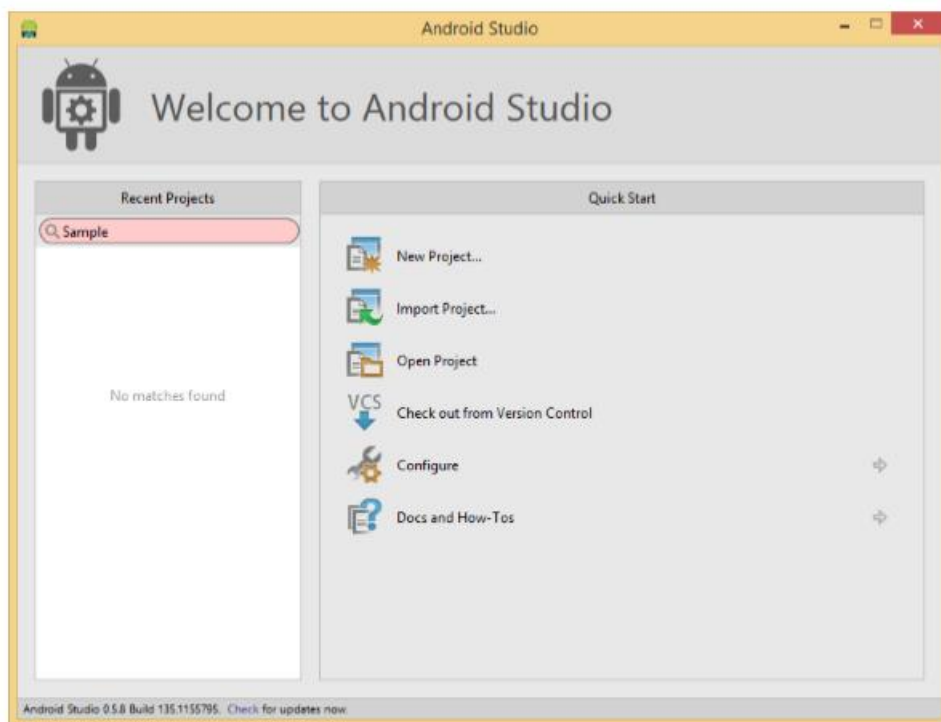 Android Studio
Welcome to Android Studio
Recent Projects
Sample
No matches found
Quick Start
New Project...
Import Project...
Open Project
VCS
Check out from Version Control
Configure
Docs and How-Tos
Android Studio 0.5.8 Build 135.1155795. Check for updates now.